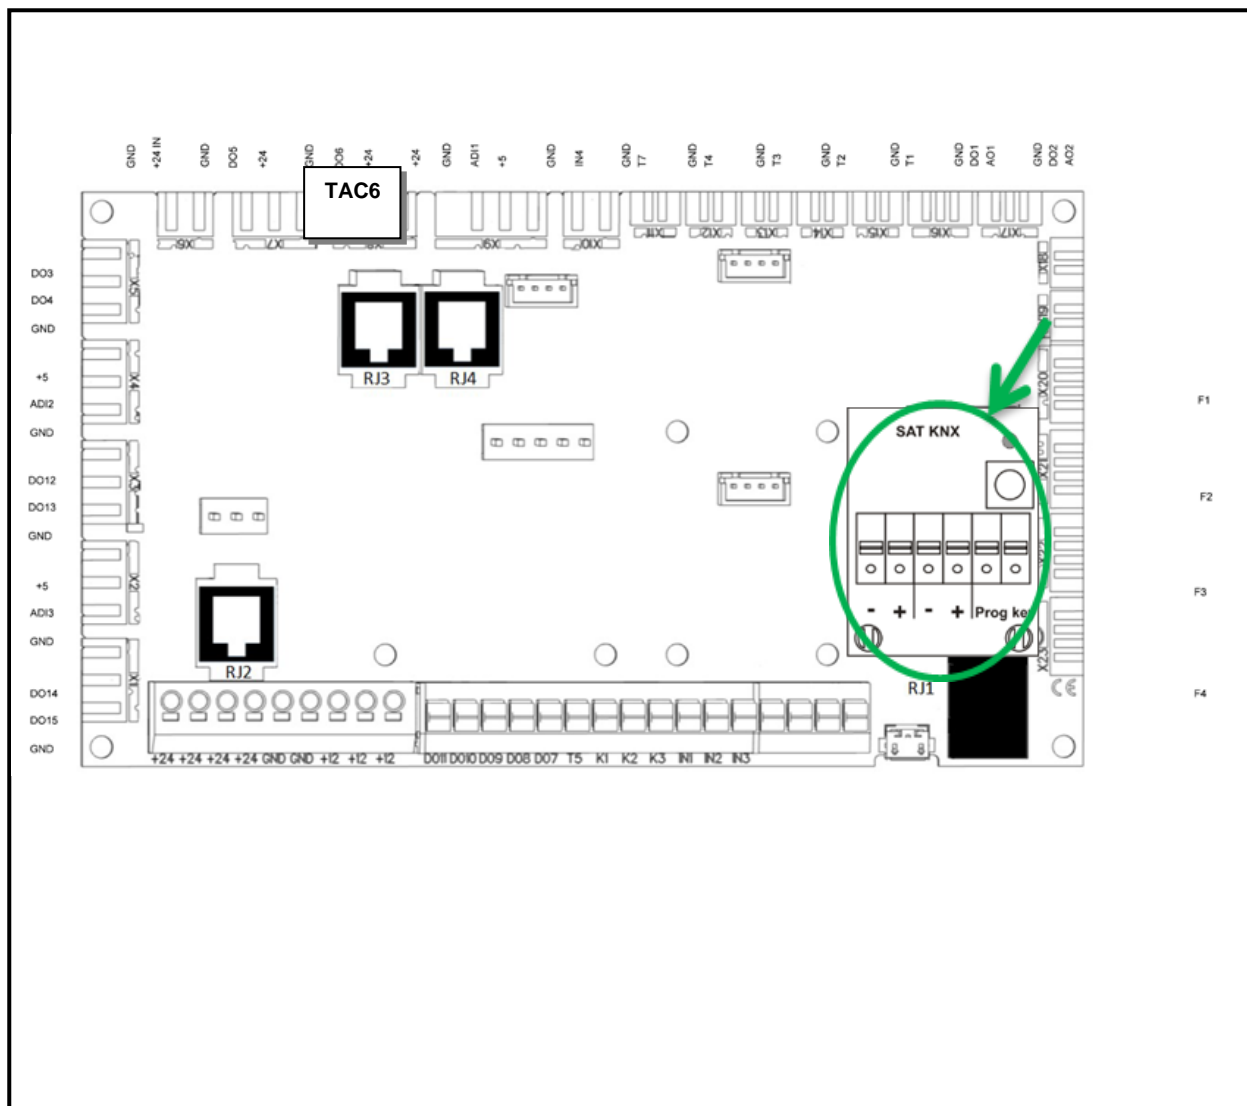 GND +24 IN GND DO5 +24 GND DO6 +24 +24 GND ADI1 +5 GND IN4 GND T7 GND T4 GND T3 GND T2 GND T1 GND DO1 AO1 GND DO2 AO2
TAC6
X6 X7 X8 X9 X10 X11 X12 X13 X14 X15 X16 X17
X18
DO3
X5
DO4
GND
X20
RJ3 RJ4
+5
X4
ADI2
F1
GND
SAT KNX
X21
DO12
X3
DO13
F2
GND
X22
+5
X2
ADI3
F3
- + - + Prog ke
GND
X23
RJ2
X1
RJ1
CE
DO14
F4
DO15
GND
+24 +24 +24 +24 GND GND +12 +12 +12 DO11 DO10 DO9 DO8 DO7 T5 K1 K2 K3 IN1 IN2 IN3